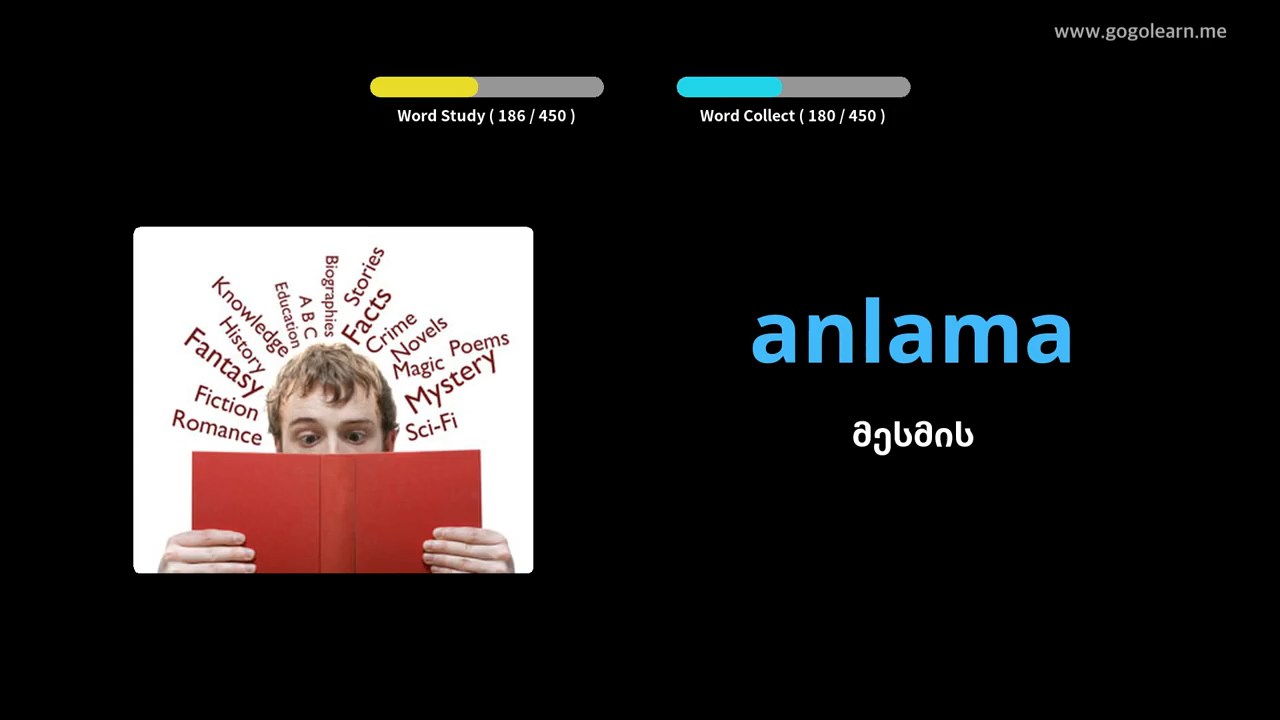 www.gogolearn.me
Word Study ( 186 / 450 )
Word Collect ( 180 / 450 )
Biographies
Stories
Education
A B C
Facts
Knowledge
Crime
History
Novels
Poems
Fantasy
Magic
Mystery
Fiction
Romance
Sci-Fi
anlama
მესმის